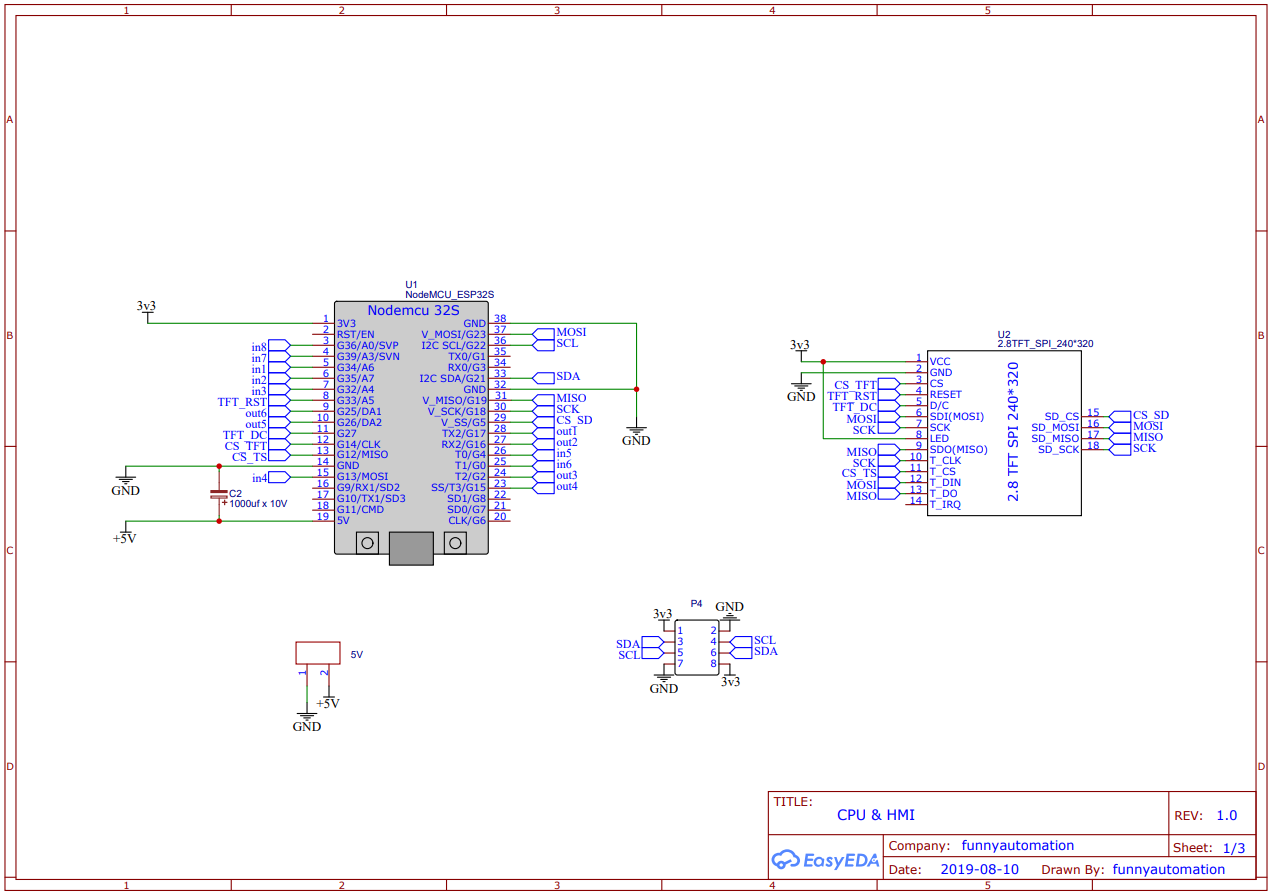 1 2 3 4 5
A A
B B
C C
D D
U1
NodeMCU_ESP32S
Nodemcu 32S
3v3
1 3V3
2 RST/EN
in8 3 G36/A0/SVP
in7 4 G39/A3/SVN
in1 5 G34/A6
in2 6 G35/A7
in3 7 G32/A4
TFT_RST 8 G33/A5
out6 9 G25/DA1
out5 10 G26/DA2
TFT_DC 11 G27
CS_TFT 12 G14/CLK
CS_TS 13 G12/MISO
14 GND
in4 15 G13/MOSI
16 G9/RX1/SD2
17 G10/TX1/SD3
18 G11/CMD
19 5V
GND
C2
+ 1000uf x 10V
+5V
GND 38
V_MOSI/G23 37 MOSI
I2C SCL/G22 36 SCL
TX0/G1 35
RX0/G3 34
I2C SDA/G21 33 SDA
GND 32
V_MISO/G19 31 MISO
V_SCK/G18 30 SCK
V_SS/G5 29 CS_SD
TX2/G17 28 out1
RX2/G16 27 out2
T0/G4 26 in5
T1/G0 25 in6
T2/G2 24 out3
SS/T3/G15 23 out4
SD1/G8 22
SD0/G7 21
CLK/G6 20
GND
U2
2.8TFT_SPI_240*320
3v3
GND
1 VCC
2 GND
CS_TFT 3 CS
TFT_RST 4 RESET
TFT_DC 5 D/C
MOSI 6 SDI(MOSI)
SCK 7 SCK
8 LED
MISO 9 SDO(MISO)
SCK 10 T_CLK
CS_TS 11 T_CS
MOSI 12 T_DIN
MISO 13 T_DO
14 T_IRQ
2.8 TFT SPI 240*320
SD_CS 15 CS_SD
SD_MOSI 16 MOSI
SD_MISO 17 MISO
SD_SCK 18 SCK
5V
1 2
+5V
GND
P4
3v3 GND
1 2
SDA 3 4 SCL
SCL 5 6 SDA
7 8
GND 3v3
TITLE:
CPU & HMI
REV: 1.0
EasyEDA
Company: funnyautomation
Sheet: 1/3
Date: 2019-08-10 Drawn By: funnyautomation
1 2 3 4 5